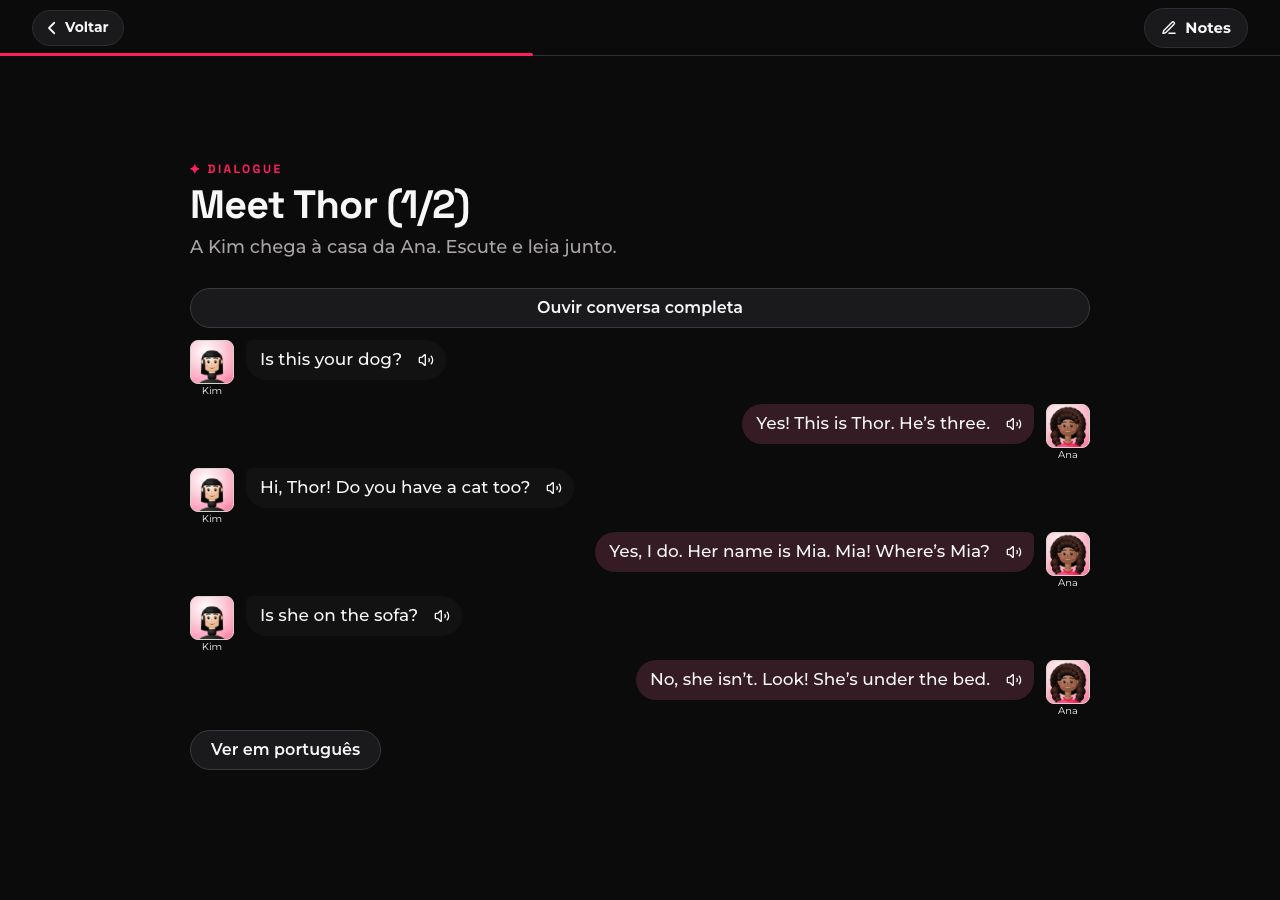 Voltar
Notes
DIALOGUE
Meet Thor (1/2)
A Kim chega à casa da Ana. Escute e leia junto.
Ouvir conversa completa
Is this your dog?
Kim
Yes! This is Thor. He’s three.
Ana
Hi, Thor! Do you have a cat too?
Kim
Yes, I do. Her name is Mia. Mia! Where’s Mia?
Ana
Is she on the sofa?
Kim
No, she isn’t. Look! She’s under the bed.
Ana
Ver em português